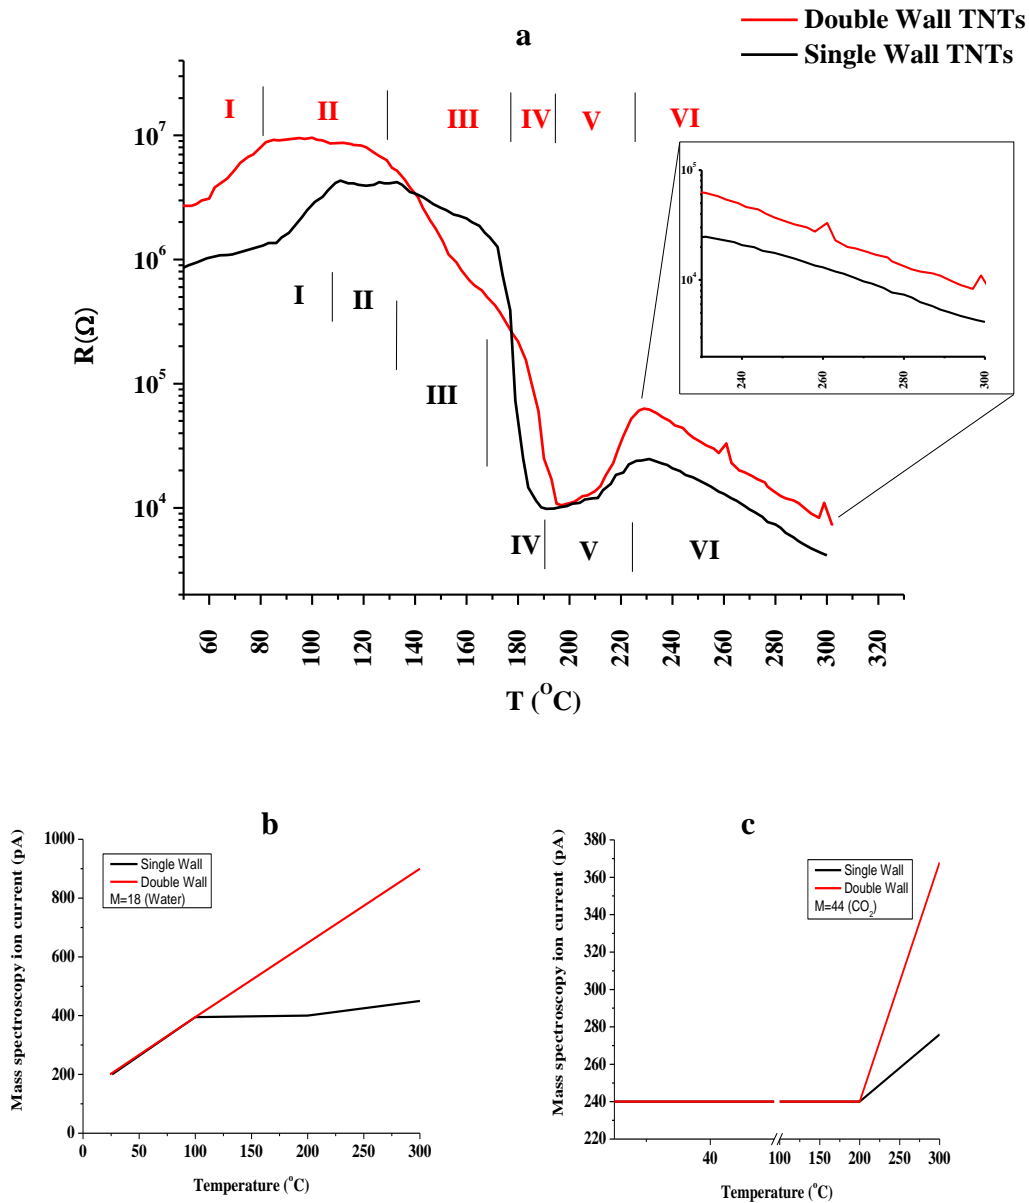 a
Double Wall TNTs
Single Wall TNTs
I II III IV V VI
10^7
10^6
10^5
10^4
R(Ω)
I II III IV V VI
60 80 100 120 140 160 180 200 220 240 260 280 300 320
T (°C)
10^5
10^4
240 260 280 300
b
Single Wall
Double Wall
M=18 (Water)
Mass spectroscopy ion current (pA)
1000
800
600
400
200
0
0 50 100 150 200 250 300
Temperature (°C)
c
Single Wall
Double Wall
M=44 (CO₂)
Mass spectroscopy ion current (pA)
380
360
340
320
300
280
260
240
220
40 100 150 200 250 300
Temperature (°C)